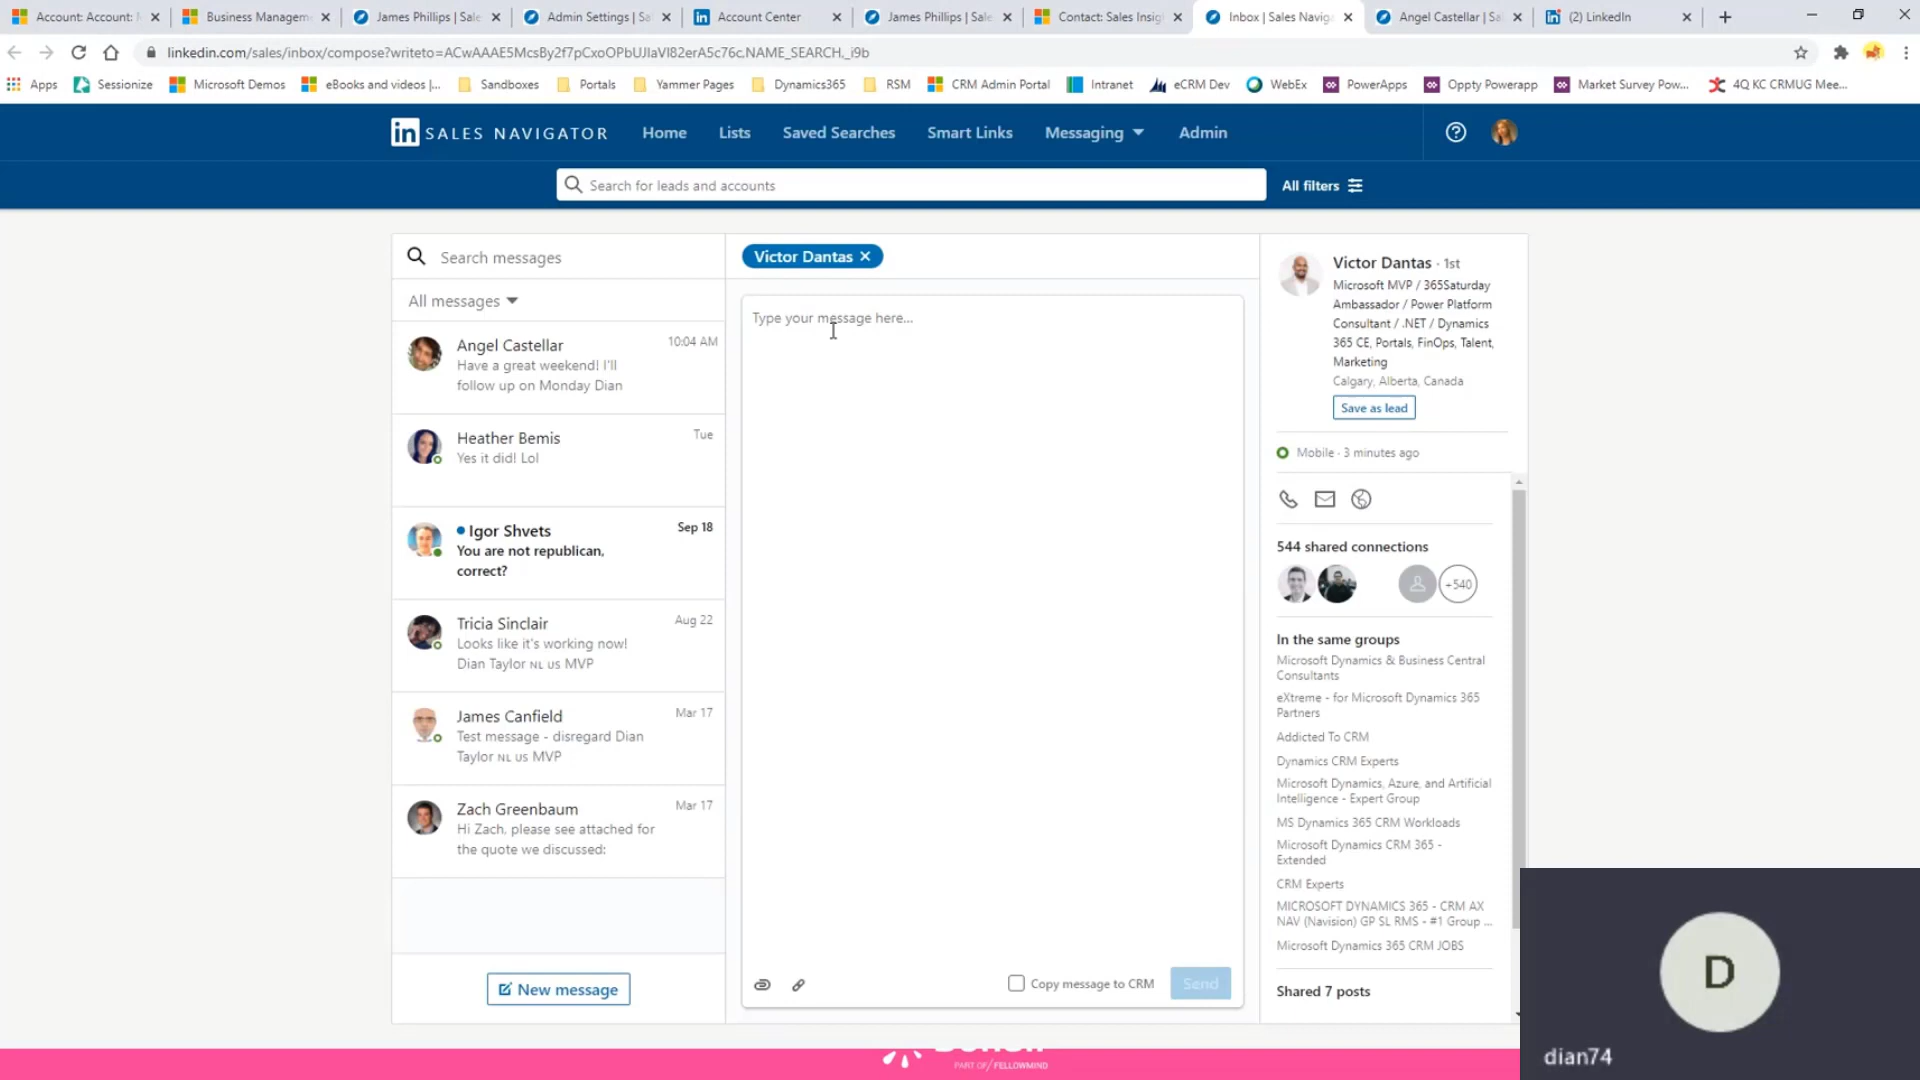 Account: Account: M
Business Managem
James Phillips | Sale
Admin Settings | Sa
in Account Center
James Phillips | Sale
Contact: Sales Insig
Inbox | Sales Naviga
Angel Castellar | Sa
in (2) LinkedIn
linkedin.com/sales/inbox/compose?writeto=ACwAAAE5McsBy2f7pCxoOPbUJIaVI82erA5c76c,NAME_SEARCH,_i9b
Apps
Sessionize
Microsoft Demos
eBooks and videos |...
Sandboxes
Portals
Yammer Pages
Dynamics365
RSM
CRM Admin Portal
Intranet
eCRM Dev
WebEx
PowerApps
Oppty Powerapp
Market Survey Pow...
4Q KC CRMUG Mee...
in SALES NAVIGATOR
Home
Lists
Saved Searches
Smart Links
Messaging
Admin
Search for leads and accounts
All filters
Search messages
All messages
Angel Castellar 10:04 AM
Have a great weekend! I'll
follow up on Monday Dian
Heather Bemis Tue
Yes it did! Lol
Igor Shvets Sep 18
You are not republican,
correct?
Tricia Sinclair Aug 22
Looks like it's working now!
Dian Taylor NL US MVP
James Canfield Mar 17
Test message - disregard Dian
Taylor NL US MVP
Zach Greenbaum Mar 17
Hi Zach, please see attached for
the quote we discussed:
New message
Victor Dantas ×
Type your message here...
Copy message to CRM
Send
Victor Dantas · 1st
Microsoft MVP / 365Saturday
Ambassador / Power Platform
Consultant / .NET / Dynamics
365 CE, Portals, FinOps, Talent,
Marketing
Calgary, Alberta, Canada
Save as lead
Mobile · 3 minutes ago
544 shared connections
+540
In the same groups
Microsoft Dynamics & Business Central
Consultants
eXtreme - for Microsoft Dynamics 365
Partners
Addicted To CRM
Dynamics CRM Experts
Microsoft Dynamics, Azure, and Artificial
Intelligence - Expert Group
MS Dynamics 365 CRM Workloads
Microsoft Dynamics CRM 365 -
Extended
CRM Experts
MICROSOFT DYNAMICS 365 - CRM AX
NAV (Navision) GP SL RMS - #1 Group ...
Microsoft Dynamics 365 CRM JOBS
Shared 7 posts
D
dian74
PART OF / FELLOWMIND